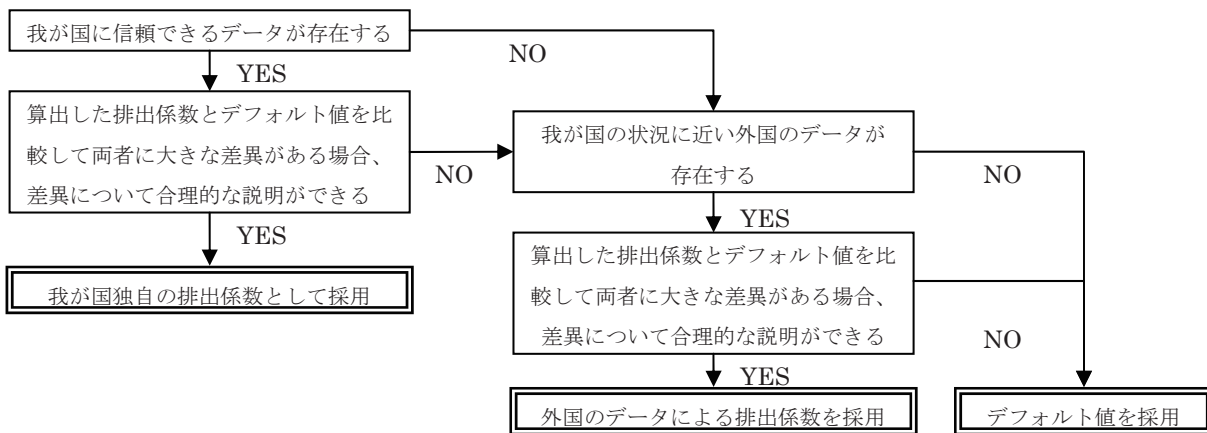 我が国に信頼できるデータが存在する
NO
YES
算出した排出係数とデフォルト値を比
較して両者に大きな差異がある場合、
差異について合理的な説明ができる
NO
我が国の状況に近い外国のデータが
存在する
NO
YES
YES
我が国独自の排出係数として採用
算出した排出係数とデフォルト値を比
較して両者に大きな差異がある場合、
差異について合理的な説明ができる
NO
YES
外国のデータによる排出係数を採用
デフォルト値を採用